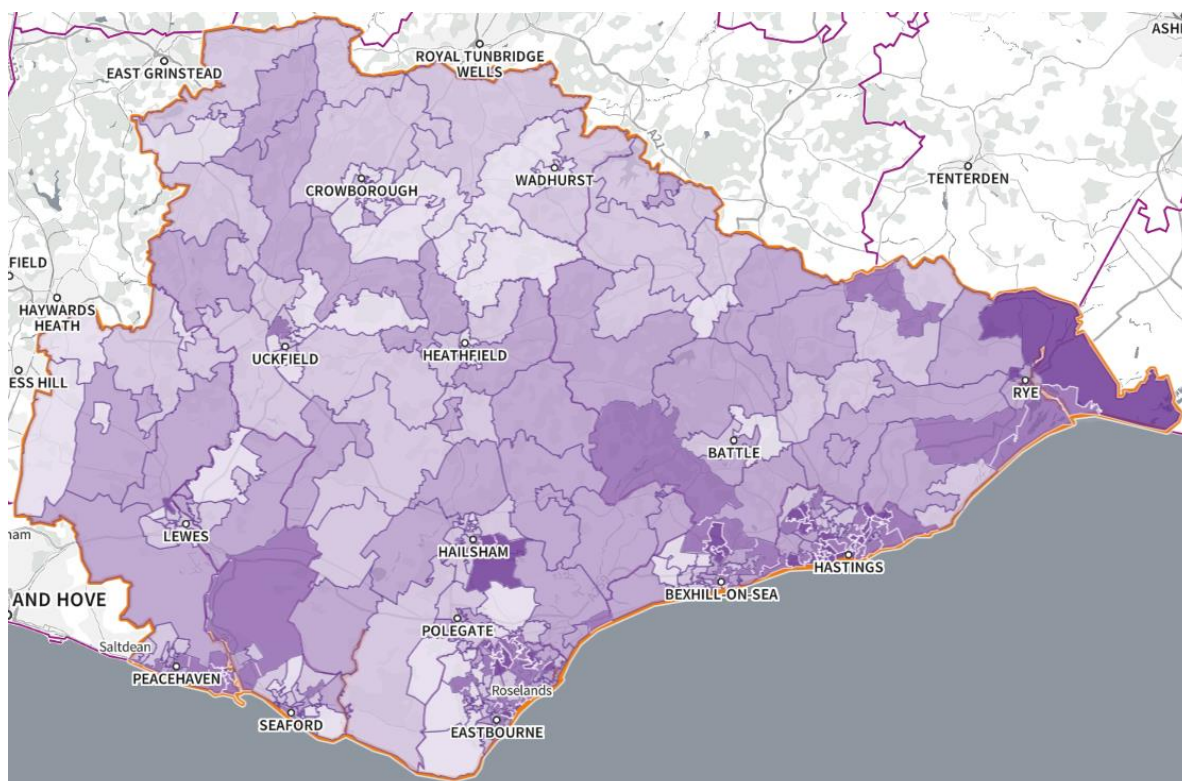 ASH
ROYAL TUNBRIDGE
WELLS
EAST GRINSTEAD
A21
TENTERDEN
WADHURST
CROWBOROUGH
FIELD
HAYWARDS
HEATH
UCKFIELD
HEATHFIELD
ESS HILL
RYE
BATTLE
LEWES
ham
HAILSHAM
HASTINGS
BEXHILL-ON-SEA
AND HOVE
POLEGATE
Saltdean
PEACEHAVEN
Roselands
SEAFORD
EASTBOURNE